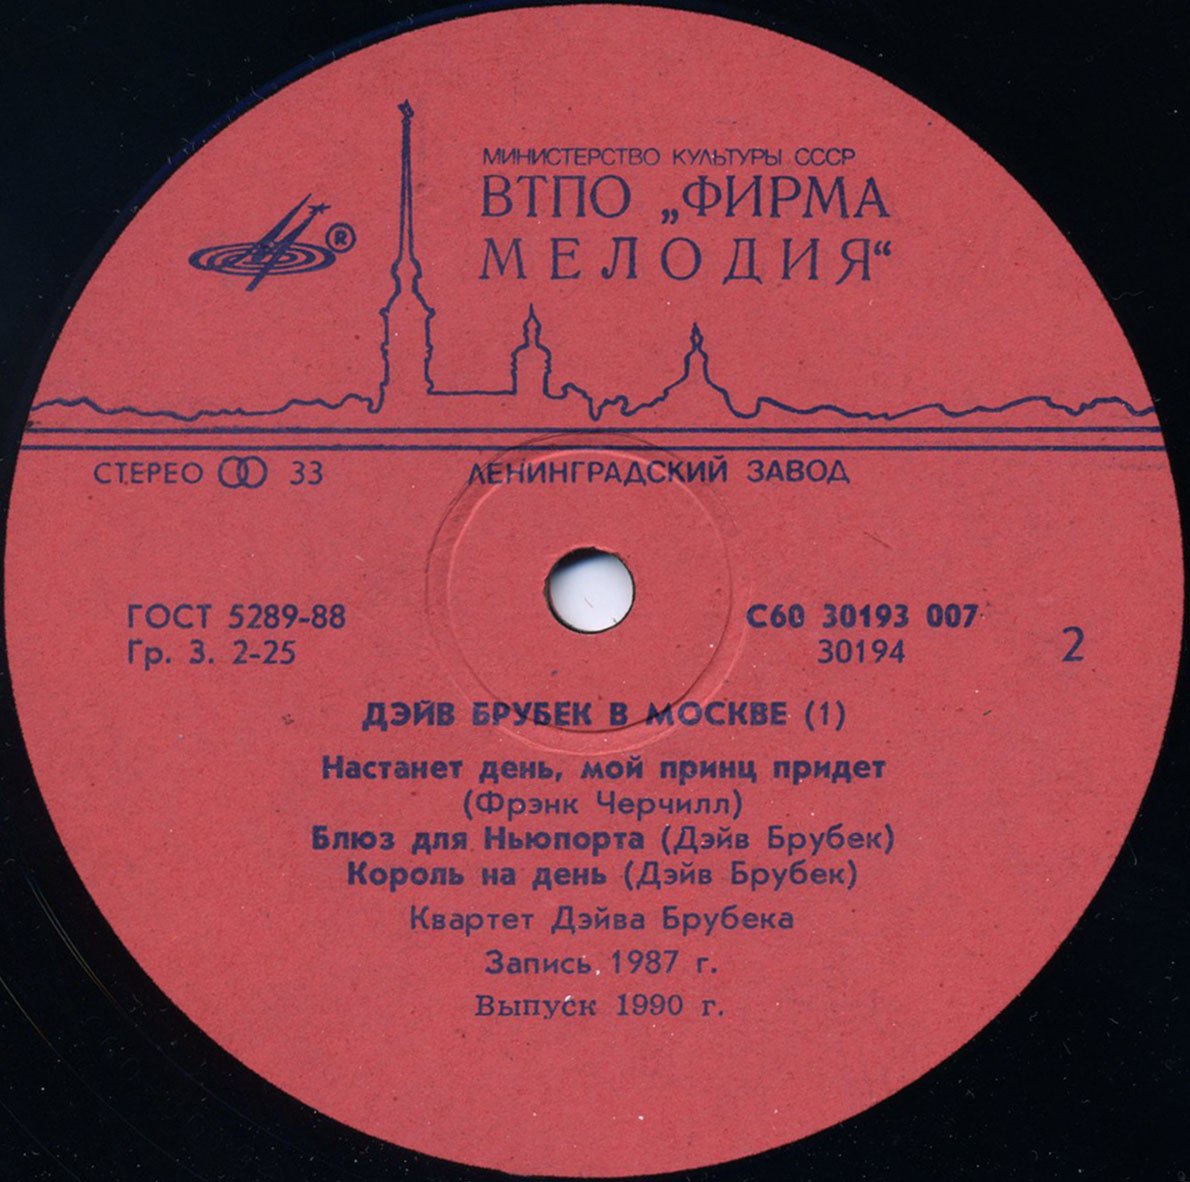 МИНИСТЕРСТВО КУЛЬТУРЫ СССР
ВТПО „ФИРМА
МЕЛОДИЯ“
®
СТЕРЕО 33
ЛЕНИНГРАДСКИЙ ЗАВОД
ГОСТ 5289-88
Гр. 3. 2-25
С60 30193 007
30194
2
ДЭЙВ БРУБЕК В МОСКВЕ (1)
Настанет день, мой принц придет
(Фрэнк Черчилл)
Блюз для Ньюпорта (Дэйв Брубек)
Король на день (Дэйв Брубек)
Квартет Дэйва Брубека
Запись 1987 г.
Выпуск 1990 г.